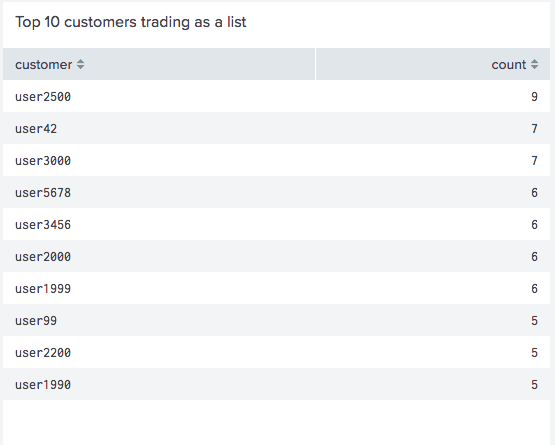 Top 10 customers trading as a list
customer count
user2500 9
user42 7
user3000 7
user5678 6
user3456 6
user2000 6
user1999 6
user99 5
user2200 5
user1990 5